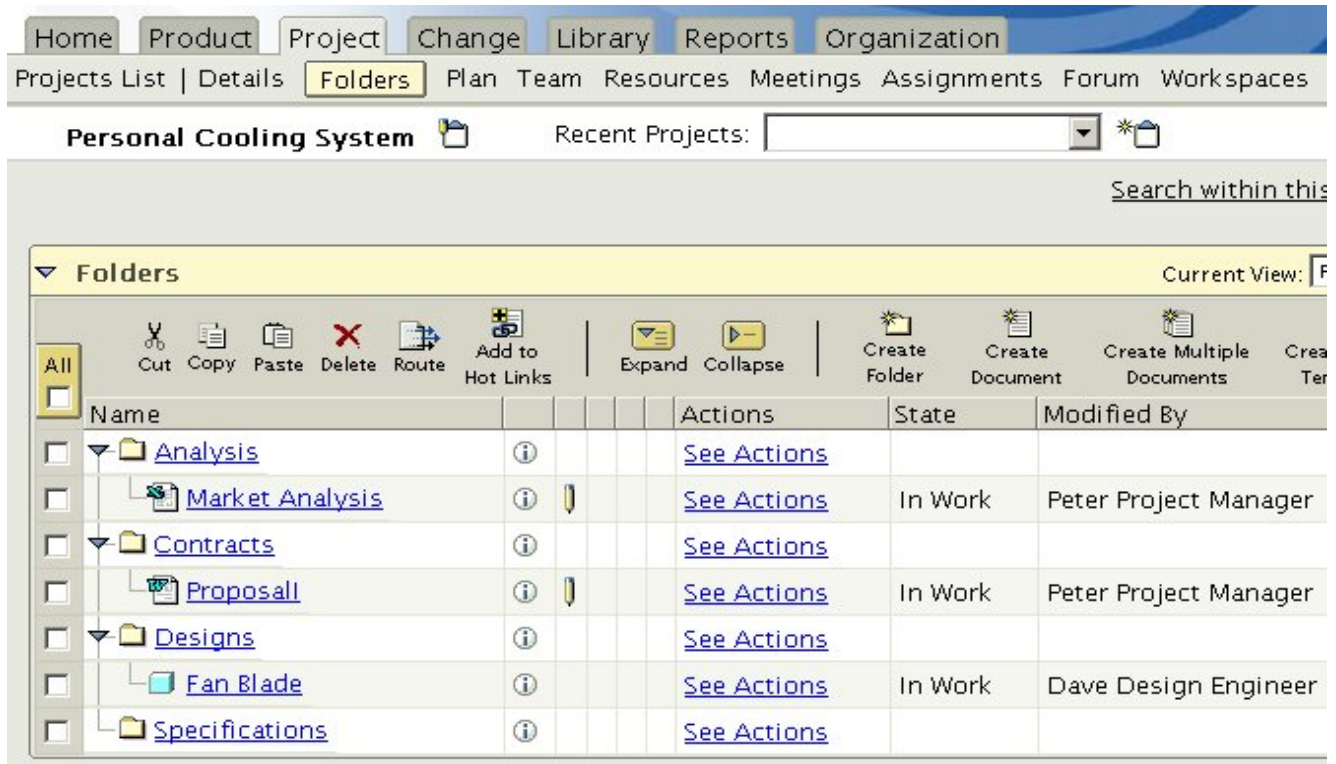 Home Product Project Change Library Reports Organization
Projects List | Details Folders Plan Team Resources Meetings Assignments Forum Workspaces
Personal Cooling System Recent Projects:
Search within this
Folders Current View:
All Cut Copy Paste Delete Route Add to Hot Links Expand Collapse Create Folder Create Document Create Multiple Documents
Name Actions State Modified By
Analysis See Actions
Market Analysis See Actions In Work Peter Project Manager
Contracts See Actions
Proposall See Actions In Work Peter Project Manager
Designs See Actions
Fan Blade See Actions In Work Dave Design Engineer
Specifications See Actions